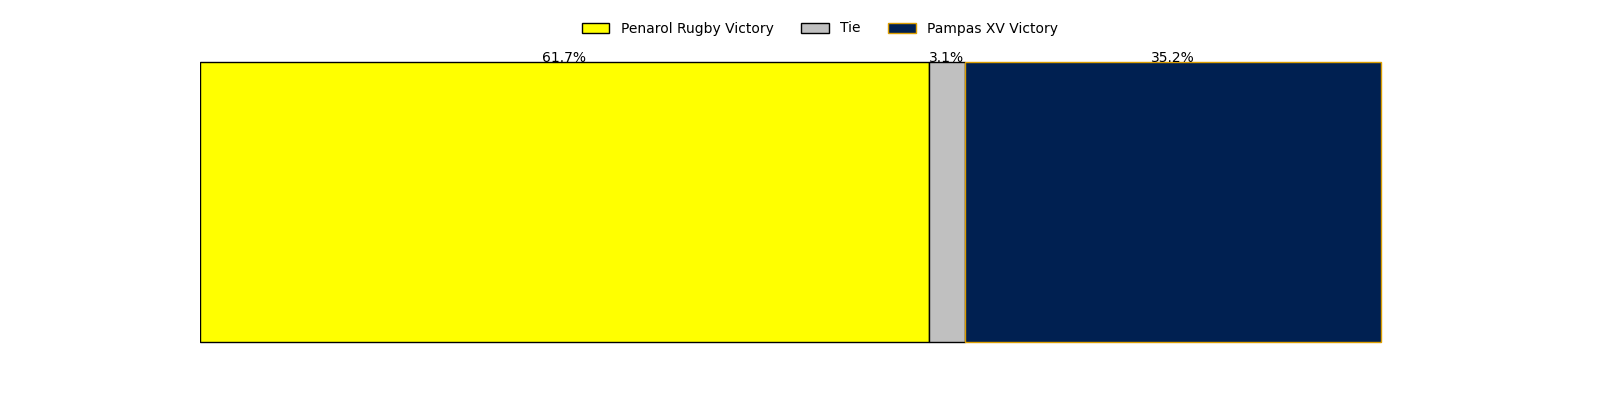 Penarol Rugby Victory Tie Pampas XV Victory
61.7% 3.1% 35.2%